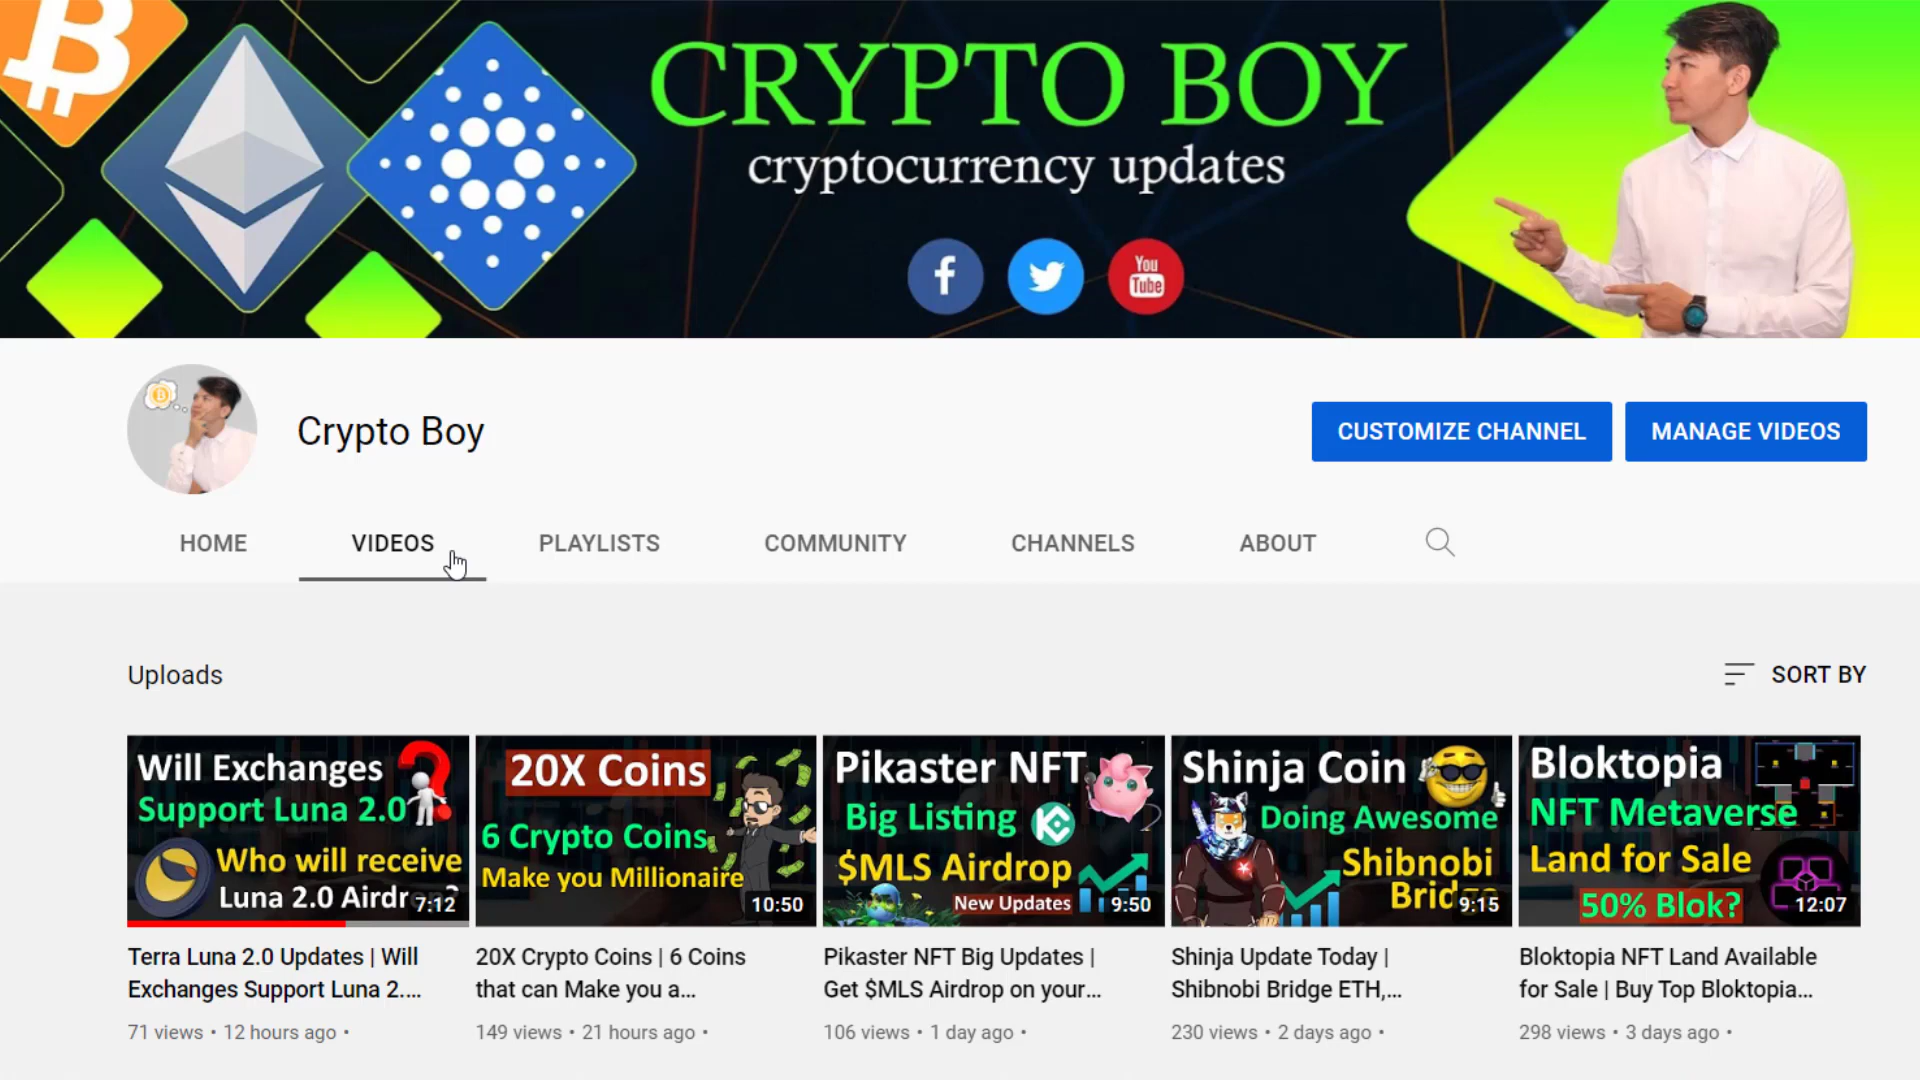 CRYPTO BOY
cryptocurrency updates
You
Tube
Crypto Boy
CUSTOMIZE CHANNEL
MANAGE VIDEOS
HOME
VIDEOS
PLAYLISTS
COMMUNITY
CHANNELS
ABOUT
Uploads
SORT BY
Will Exchanges
Support Luna 2.0
Who will receive
Luna 2.0
7:12
20X Coins
6 Crypto Coins
Make you Millionaire
10:50
Pikaster NFT
Big Listing
$MLS Airdrop
New Updates
9:50
Shinja Coin
Doing Awesome
Shibnobi
9:15
Bloktopia
NFT Metaverse
Land for Sale
50% Blok?
12:07
Terra Luna 2.0 Updates | Will
Exchanges Support Luna 2....
71 views • 12 hours ago •
20X Crypto Coins | 6 Coins
that can Make you a...
149 views • 21 hours ago •
Pikaster NFT Big Updates |
Get $MLS Airdrop on your...
106 views • 1 day ago •
Shinja Update Today |
Shibnobi Bridge ETH,...
230 views • 2 days ago •
Bloktopia NFT Land Available
for Sale | Buy Top Bloktopia...
298 views • 3 days ago •